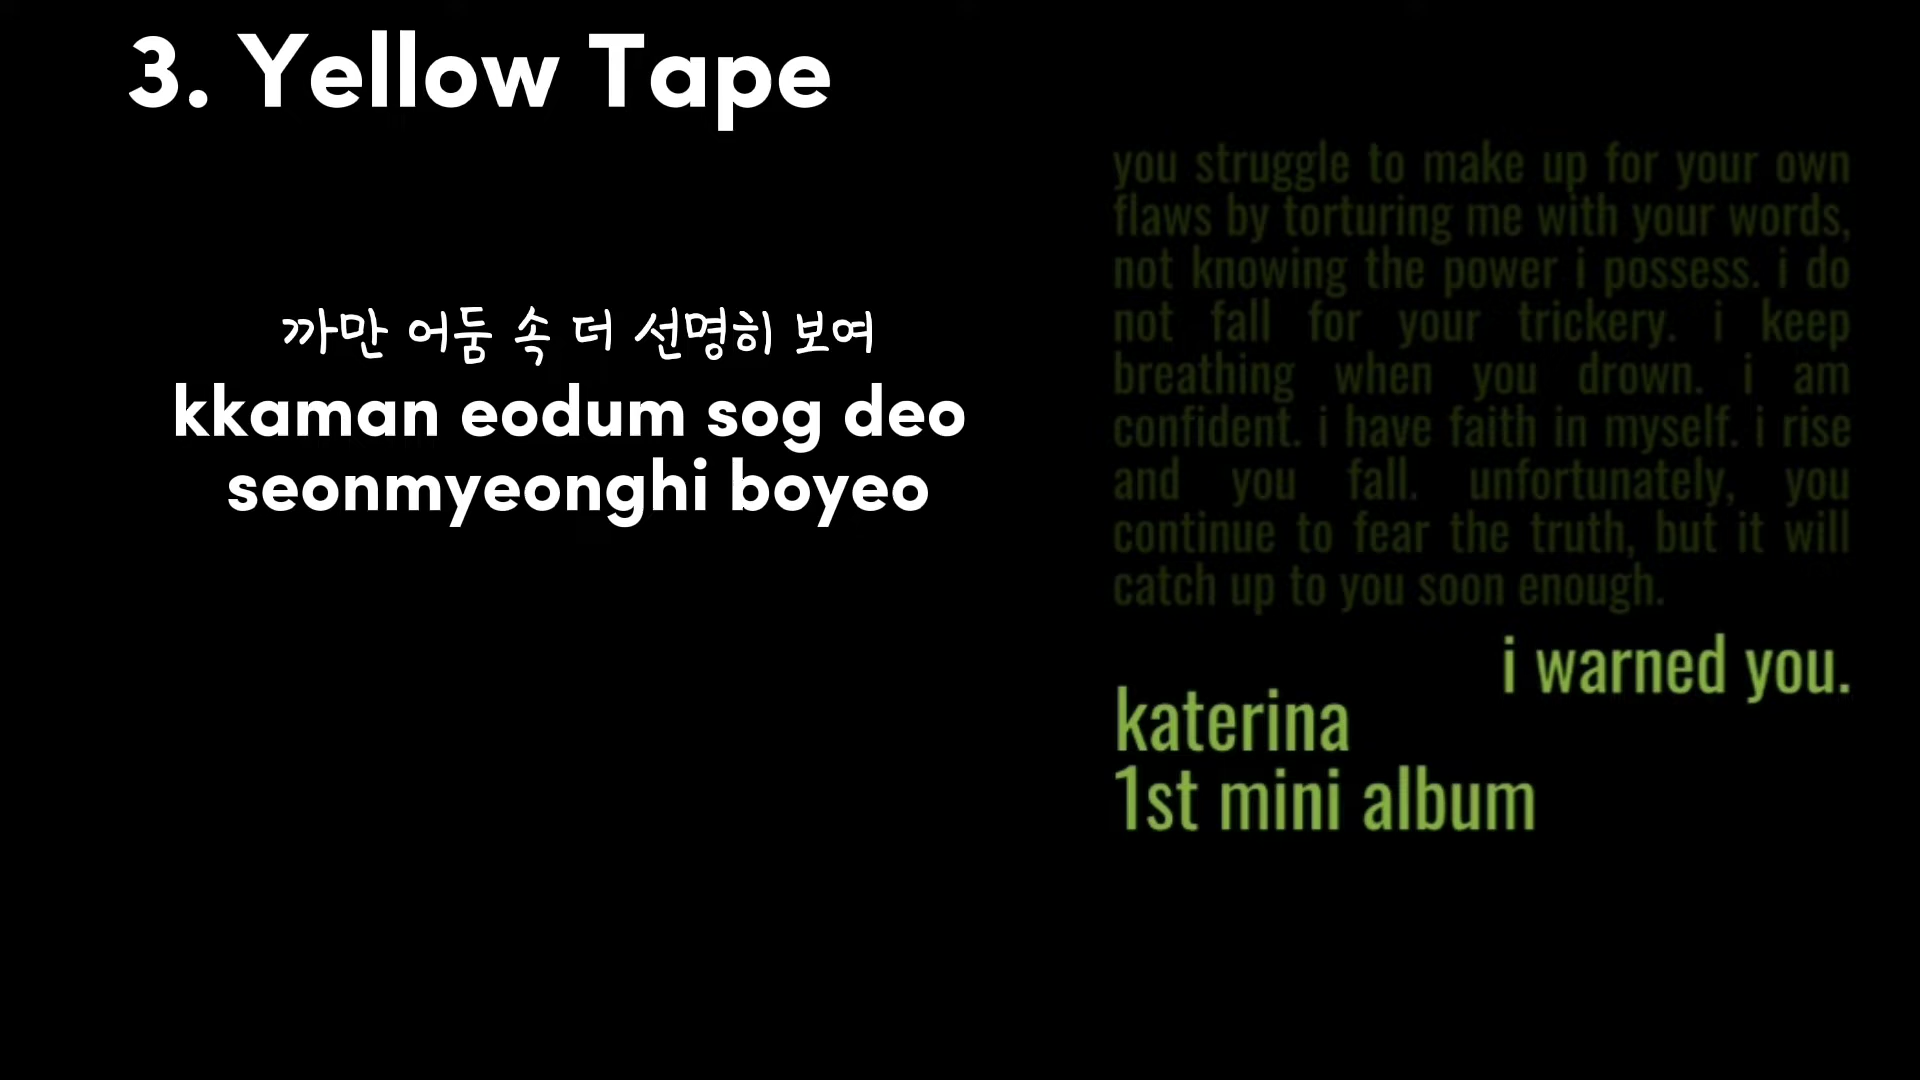 3. Yellow Tape
까만 어둠 속 더 선명히 보여
kkaman eodum sog deo
seonmyeonghi boyeo
you struggle to make up for your own
flaws by torturing me with your words,
not knowing the power i possess. i do
not fall for your trickery. i keep
breathing when you drown. i am
confident. i have faith in myself. i rise
and you fall. unfortunately, you
continue to fear the truth, but it will
catch up to you soon enough.
i warned you.
katerina
1st mini album